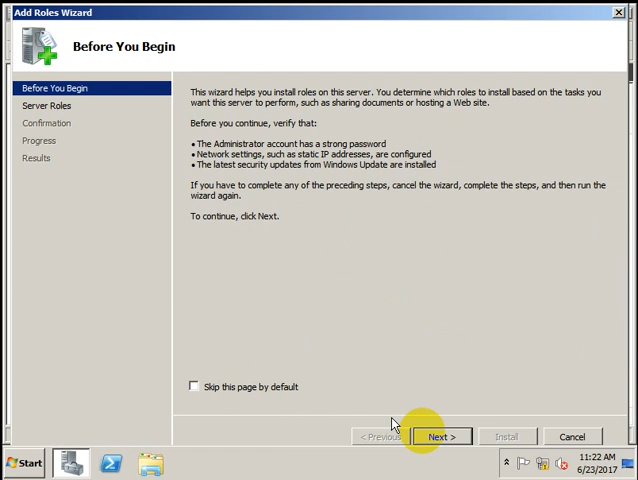 Add Roles Wizard
Before You Begin
Before You Begin
Server Roles
Confirmation
Progress
Results
This wizard helps you install roles on this server. You determine which roles to install based on the tasks you
want this server to perform, such as sharing documents or hosting a Web site.
Before you continue, verify that:
• The Administrator account has a strong password
• Network settings, such as static IP addresses, are configured
• The latest security updates from Windows Update are installed
If you have to complete any of the preceding steps, cancel the wizard, complete the steps, and then run the
wizard again.
To continue, click Next.
Skip this page by default
< Previous
Next >
Install
Cancel
Start
11:22 AM
6/23/2017